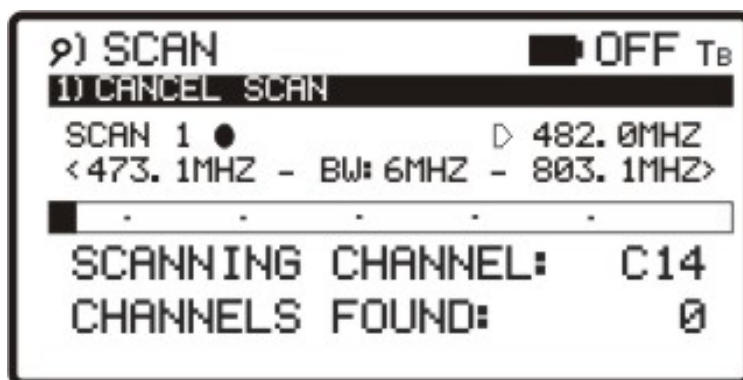 9) SCAN OFF TB
1) CANCEL SCAN
SCAN 1 ● ▷ 482.0MHZ
<473.1MHZ - BW:6MHZ - 803.1MHZ>
SCANNING CHANNEL: C14
CHANNELS FOUND: 0